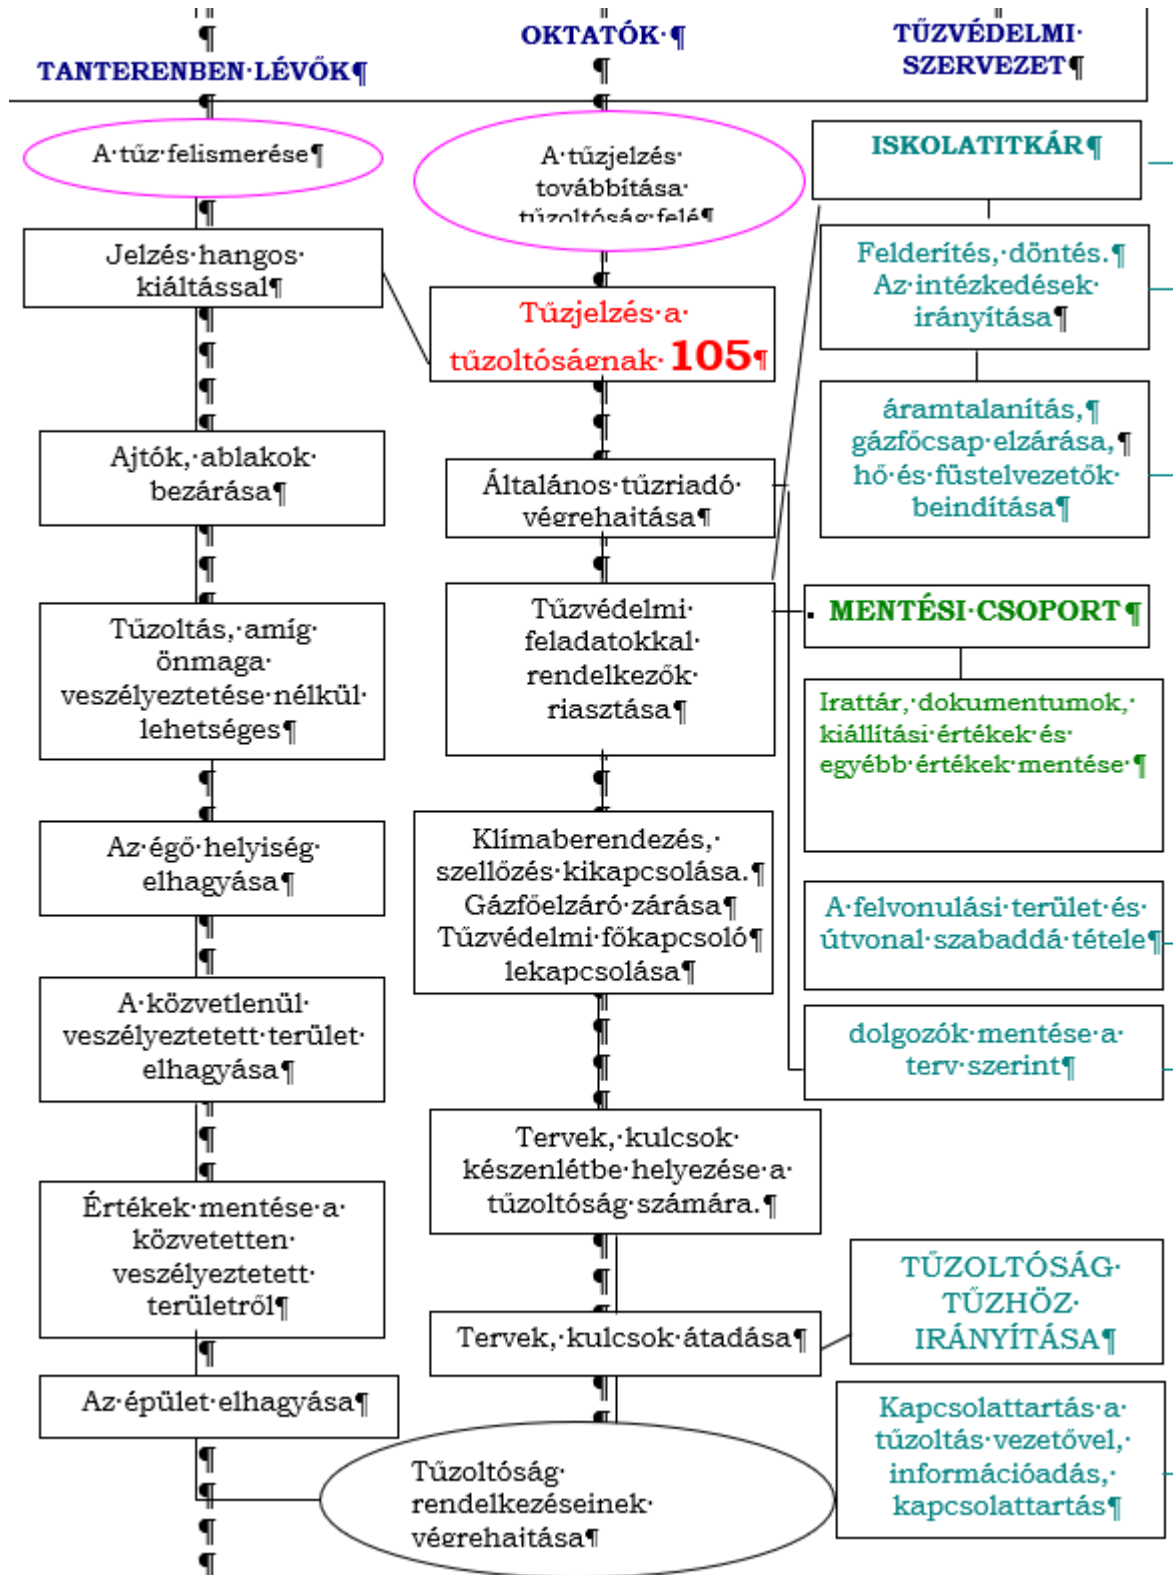 TANTERENBEN LÉVŐK
OKTATÓK
TŰZVÉDELMI
SZERVEZET
A tűz felismerése
Jelzés hangos
kiáltással
Ajtók, ablakok
bezárása
Tűzoltás, amíg
önmaga
veszélyeztetése nélkül
lehetséges
Az égő helyiség
elhagyása
A közvetlenül
veszélyeztetett terület
elhagyása
Értékek mentése a
közvetetten
veszélyeztetett
területről
Az épület elhagyása
A tűzjelzés
továbbítása
tűzoltóság felé
Tűzjelzés a
tűzoltóságnak 105
Általános tűzriadó
végrehajtása
Tűzvédelmi
feladatokkal
rendelkezők
riasztása
Klímaberendezés,
szellőzés kikapcsolása.
Gázfőelzáró zárása
Tűzvédelmi főkapcsoló
lekapcsolása
Tervek, kulcsok
készenlétbe helyezése a
tűzoltóság számára.
Tervek, kulcsok átadása
Tűzoltóság
rendelkezéseinek
végrehajtása
ISKOLATITKÁR
Felderítés, döntés.
Az intézkedések
irányítása
áramtalanítás,
gázfőcsap elzárása,
hő és füstelvezetők
beindítása
MENTÉSI CSOPORT
Irattár, dokumentumok,
kiállítási értékek és
egyébb értékek mentése
A felvonulási terület és
útvonal szabaddá tétele
dolgozók mentése a
terv szerint
TŰZOLTÓSÁG
TŰZHÖZ
IRÁNYÍTÁSA
Kapcsolattartás a
tűzoltás vezetővel,
információadás,
kapcsolattartás